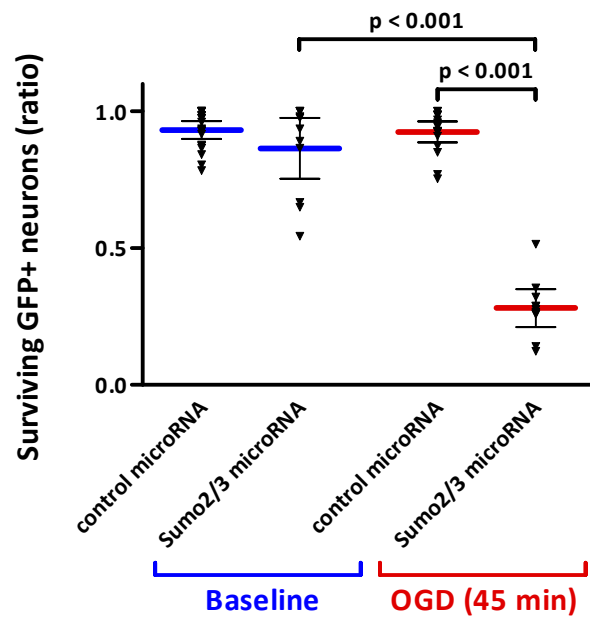 p < 0.001
p < 0.001
Surviving GFP+ neurons (ratio)
1.0
0.5
0.0
control microRNA
Sumo2/3 microRNA
control microRNA
Sumo2/3 microRNA
Baseline
OGD (45 min)